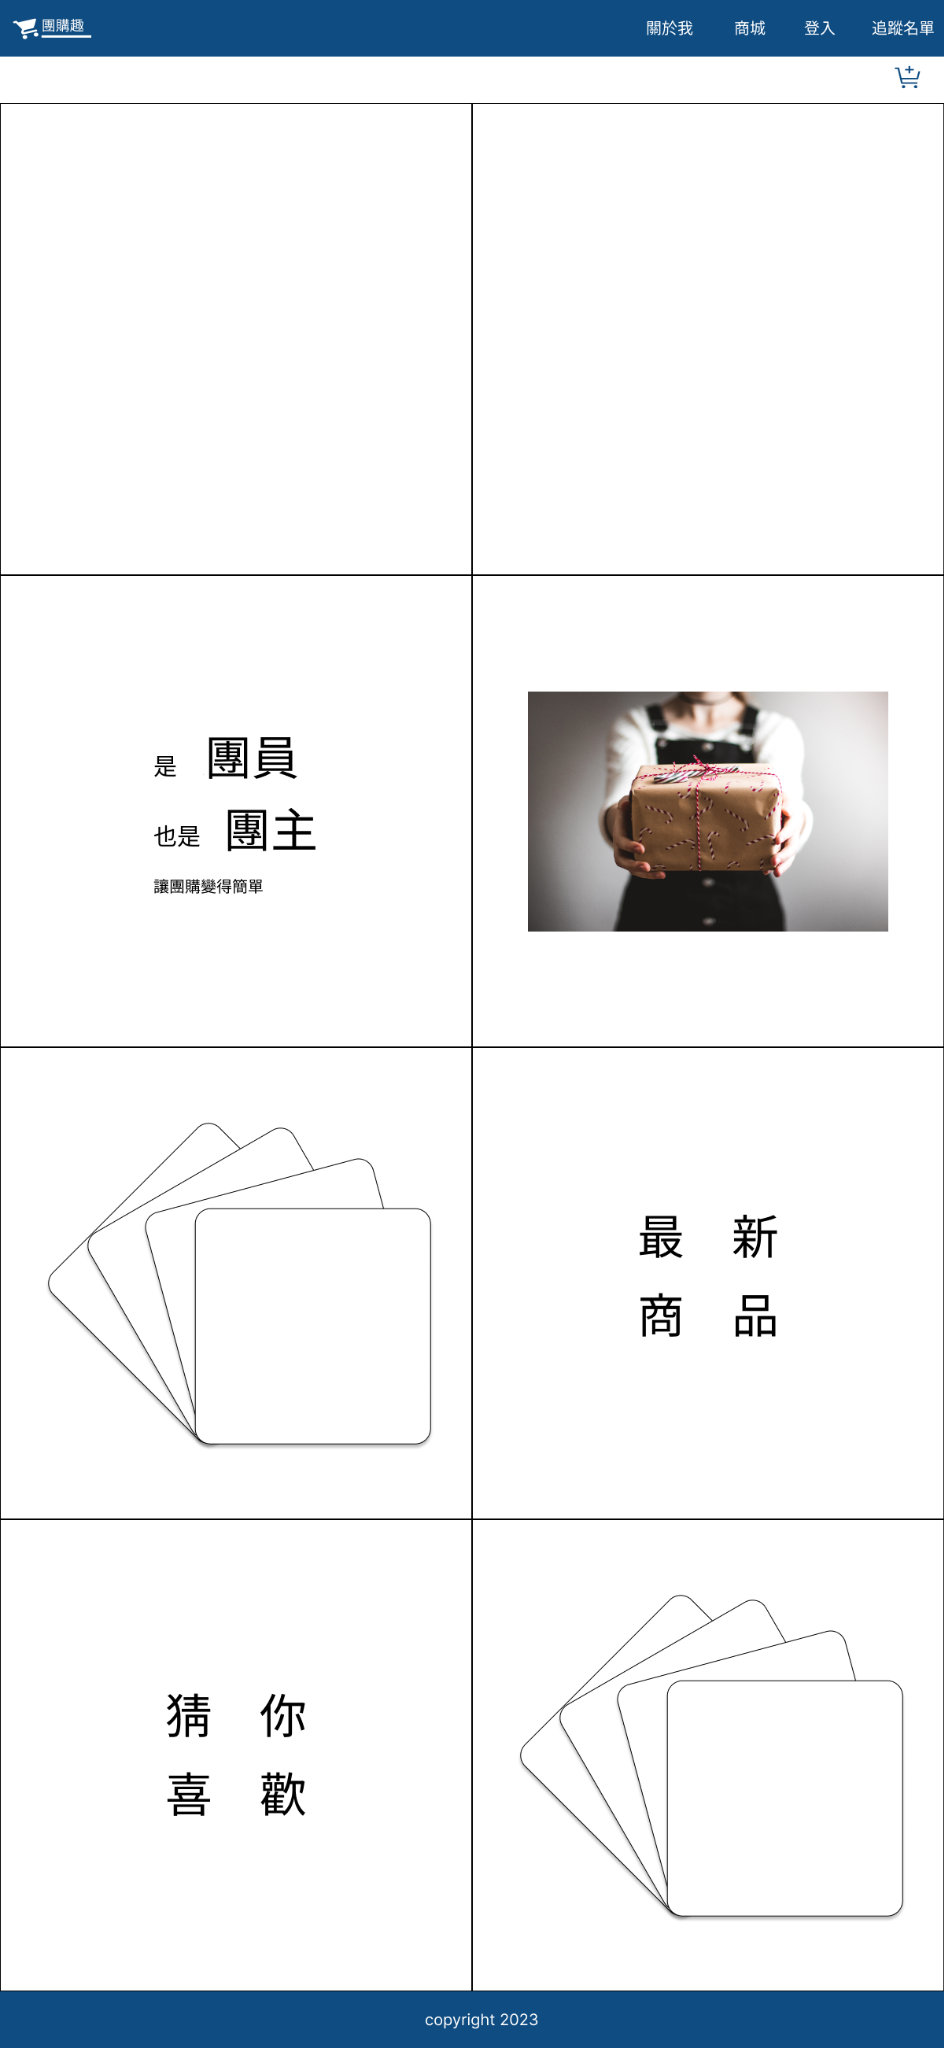 團購趣
關於我 商城 登入 追蹤名單
是 團員
也是 團主
讓團購變得簡單
最 新
商 品
猜 你
喜 歡
copyright 2023